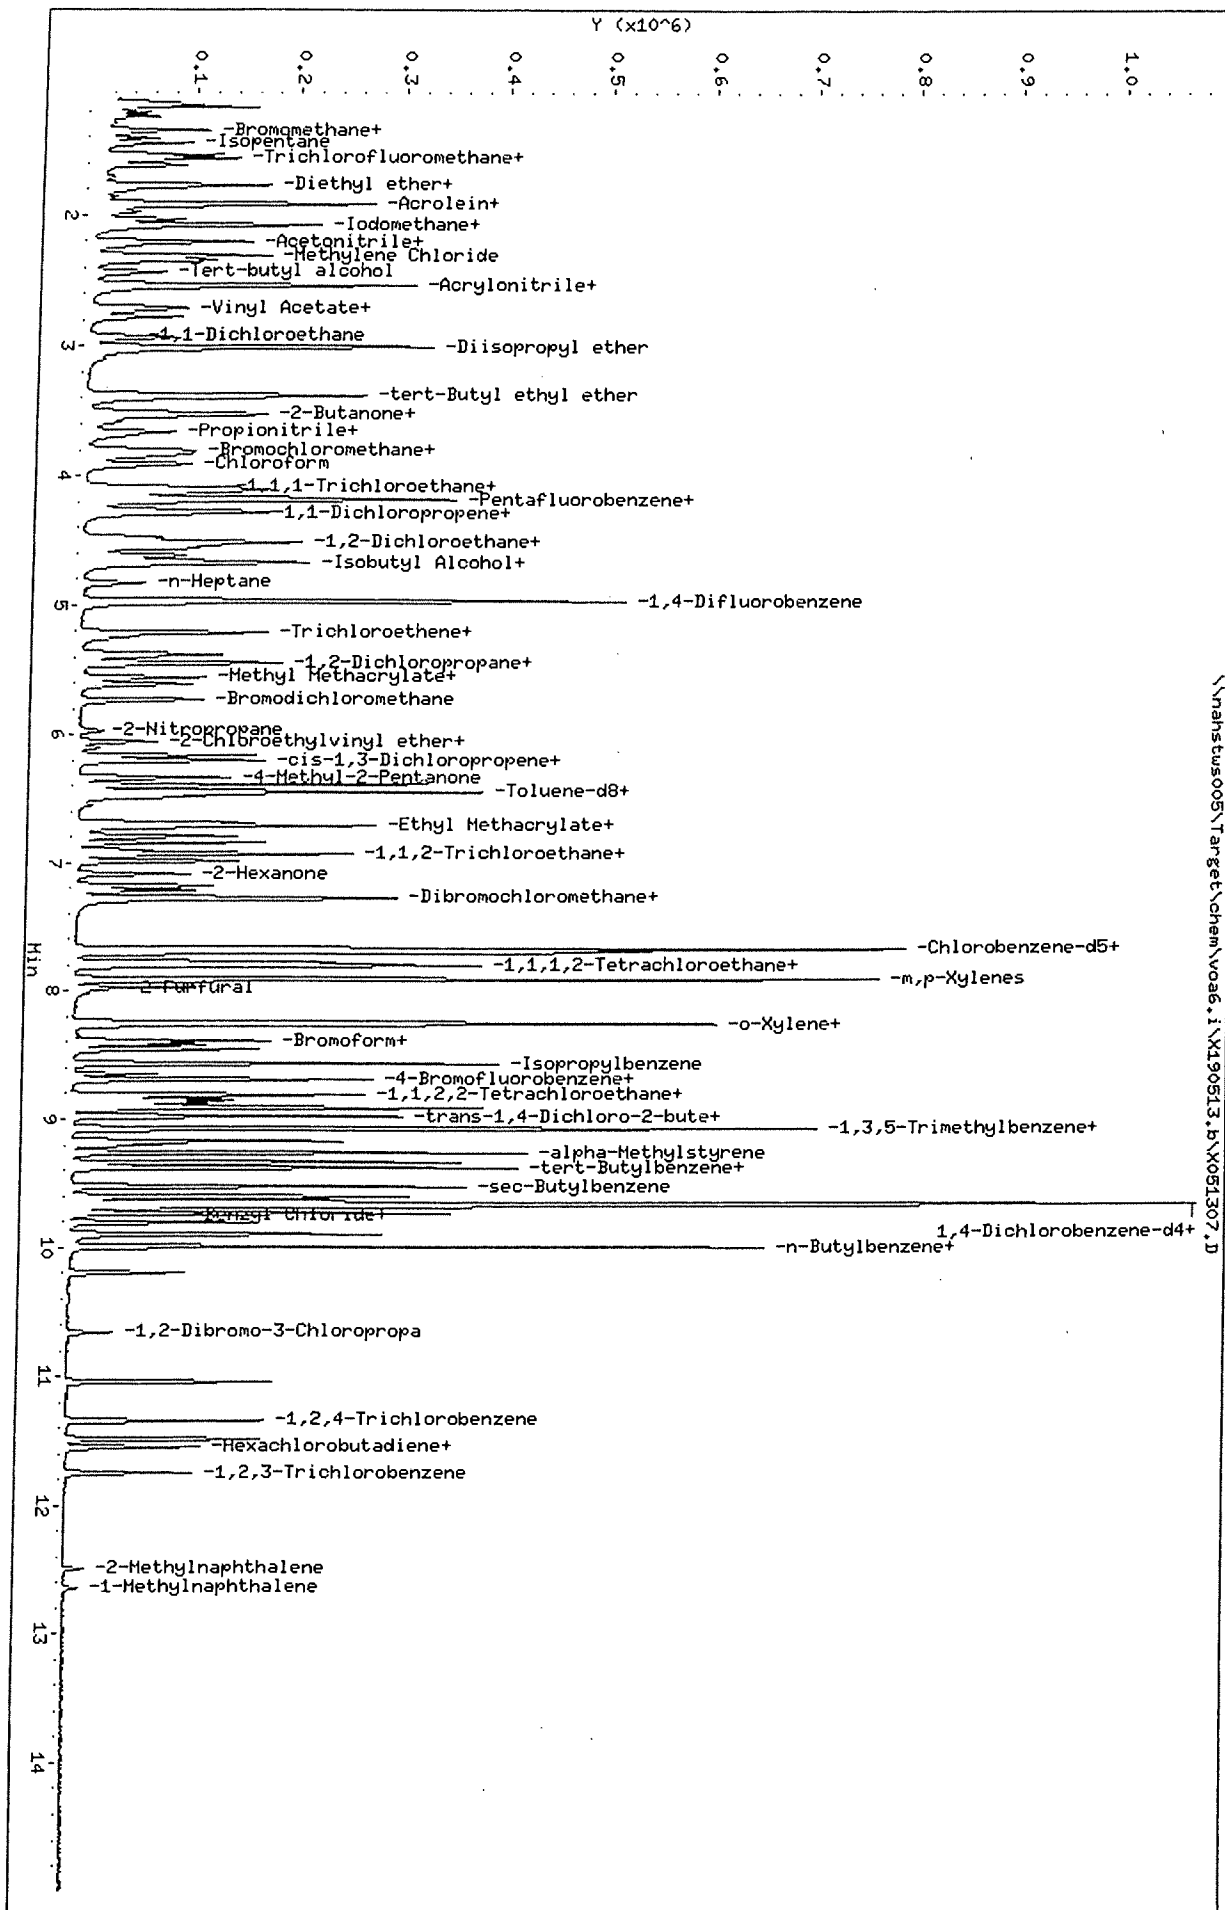 Y (x10^6)
0.1
0.2
0.3
0.4
0.5
0.6
0.7
0.8
0.9
1.0
\\nahstws005\Target\chem\voa6.i\X190513.b\X051307.D
-Bromomethane+
-Isopentane
-Trichlorofluoromethane+
-Diethyl ether+
-Acrolein+
2
-Iodomethane+
-Acetonitrile+
-Methylene Chloride
-Tert-butyl alcohol
-Acrylonitrile+
-Vinyl Acetate+
-1,1-Dichloroethane
3
-Diisopropyl ether
-tert-Butyl ethyl ether
-2-Butanone+
-Propionitrile+
-Bromochloromethane+
-Chloroform
4
-1,1,1-Trichloroethane+
-Pentafluorobenzene+
1,1-Dichloropropene+
-1,2-Dichloroethane+
-Isobutyl Alcohol+
-n-Heptane
5
-1,4-Difluorobenzene
-Trichloroethene+
-1,2-Dichloropropane+
-Methyl Methacrylate+
-Bromodichloromethane
-2-Nitropropane
6
-2-Chloroethylvinyl ether+
-cis-1,3-Dichloropropene+
-4-Methyl-2-Pentanone
-Toluene-d8+
-Ethyl Methacrylate+
-1,1,2-Trichloroethane+
7
-2-Hexanone
-Dibromochloromethane+
Min
-Chlorobenzene-d5+
-1,1,1,2-Tetrachloroethane+
-m,p-Xylenes
8
-2-Furfural
-o-Xylene+
-Bromoform+
-Isopropylbenzene
-4-Bromofluorobenzene+
-1,1,2,2-Tetrachloroethane+
9
-trans-1,4-Dichloro-2-bute+
-1,3,5-Trimethylbenzene+
-alpha-Methylstyrene
-tert-Butylbenzene+
-sec-Butylbenzene
-Benzyl Chloride+
1,4-Dichlorobenzene-d4+
10
-n-Butylbenzene+
-1,2-Dibromo-3-Chloropropa
11
-1,2,4-Trichlorobenzene
-Hexachlorobutadiene+
-1,2,3-Trichlorobenzene
12
-2-Methylnaphthalene
-1-Methylnaphthalene
13
14